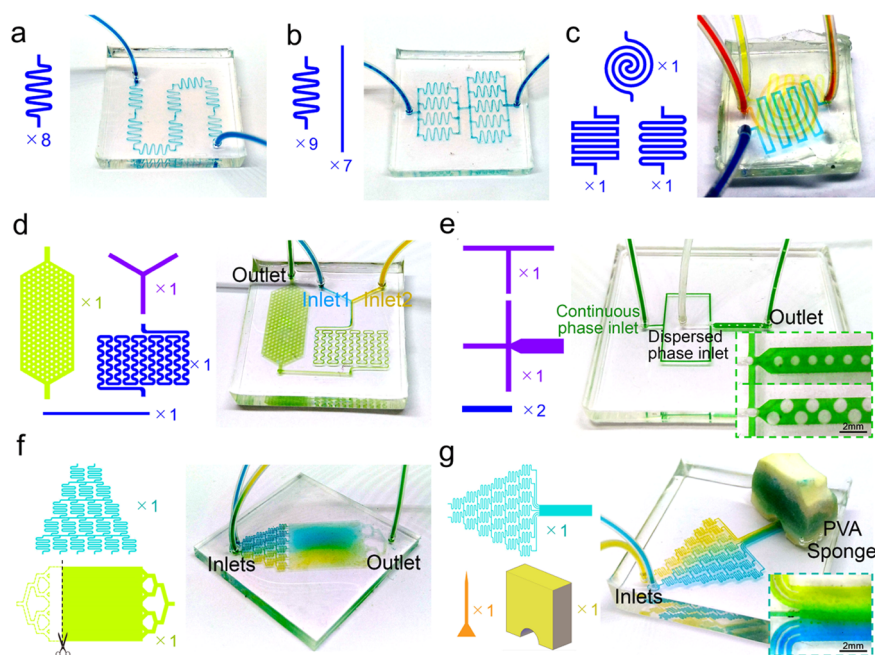 a
×8
b
×9
×7
c
×1
×1
×1
d
×1
×1
×1
×1
Outlet
Inlet1
Inlet2
e
×1
×1
×2
Continuous
phase inlet
Dispersed
phase inlet
Outlet
2mm
f
×1
×1
Inlets
Outlet
g
×1
×1
×1
Inlets
PVA
Sponge
2mm